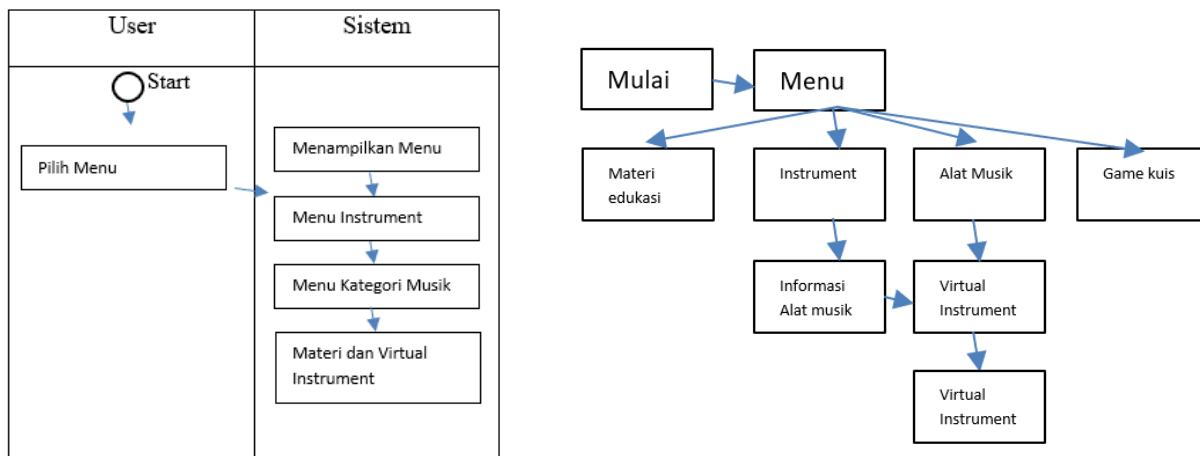 User
Sistem
Start
Pilih Menu
Menampilkan Menu
Menu Instrument
Menu Kategori Musik
Materi dan Virtual
Instrument
Mulai
Menu
Materi
edukasi
Instrument
Alat Musik
Game kuis
Informasi
Alat musik
Virtual
Instrument
Virtual
Instrument